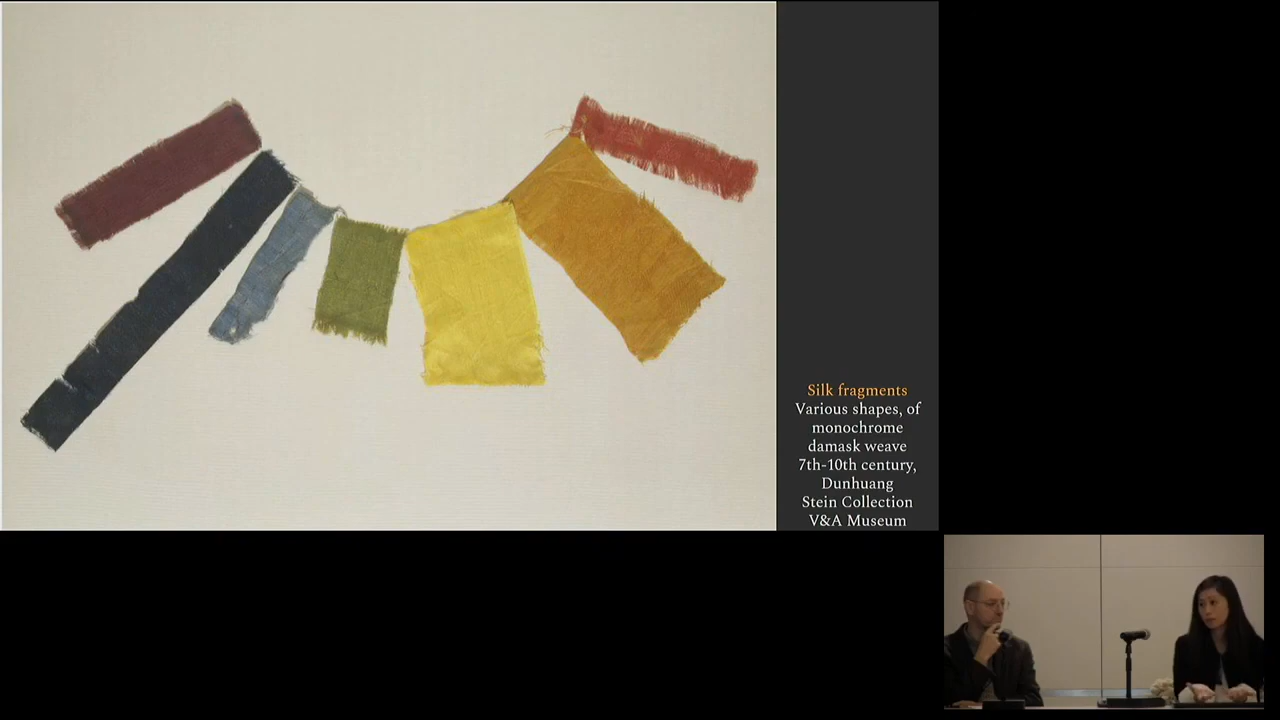 Silk fragments
Various shapes, of
monochrome
damask weave
7th-10th century,
Dunhuang
Stein Collection
V&A Museum